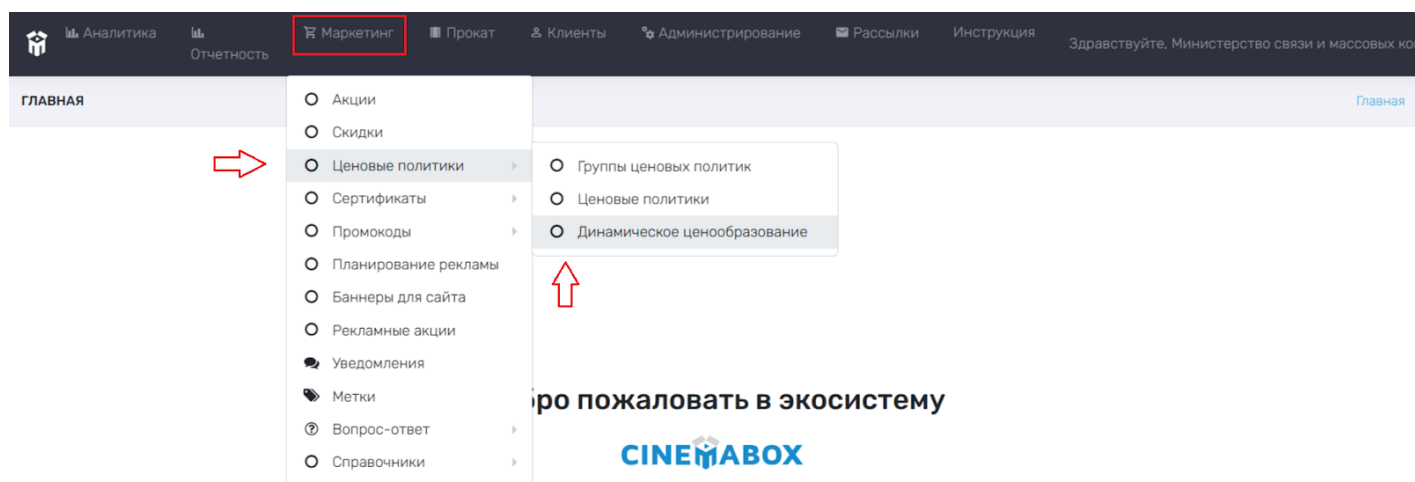 Аналитика
Отчетность
Маркетинг
Прокат
Клиенты
Администрирование
Рассылки
Инструкция
Здравствуйте, Министерство связи и массовых ко
ГЛАВНАЯ
Главная
Акции
Скидки
Ценовые политики
Сертификаты
Промокоды
Планирование рекламы
Баннеры для сайта
Рекламные акции
Уведомления
Метки
Вопрос-ответ
Справочники
Группы ценовых политик
Ценовые политики
Динамическое ценообразование
бро пожаловать в экосистему
CINEMABOX